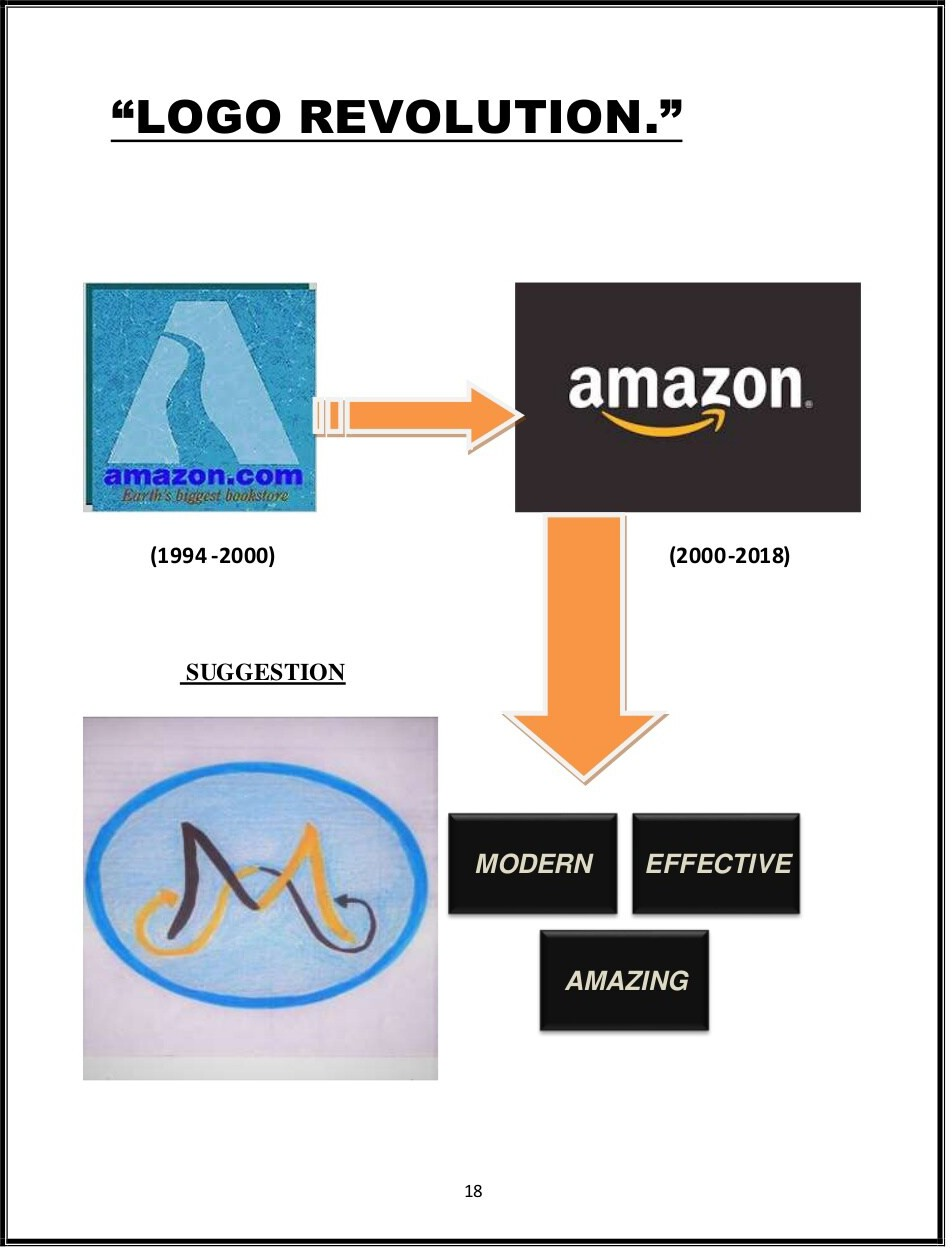 “LOGO REVOLUTION.”
amazon.com
Earth's biggest bookstore
amazon®
(1994 -2000)
(2000-2018)
SUGGESTION
MODERN
EFFECTIVE
AMAZING
18